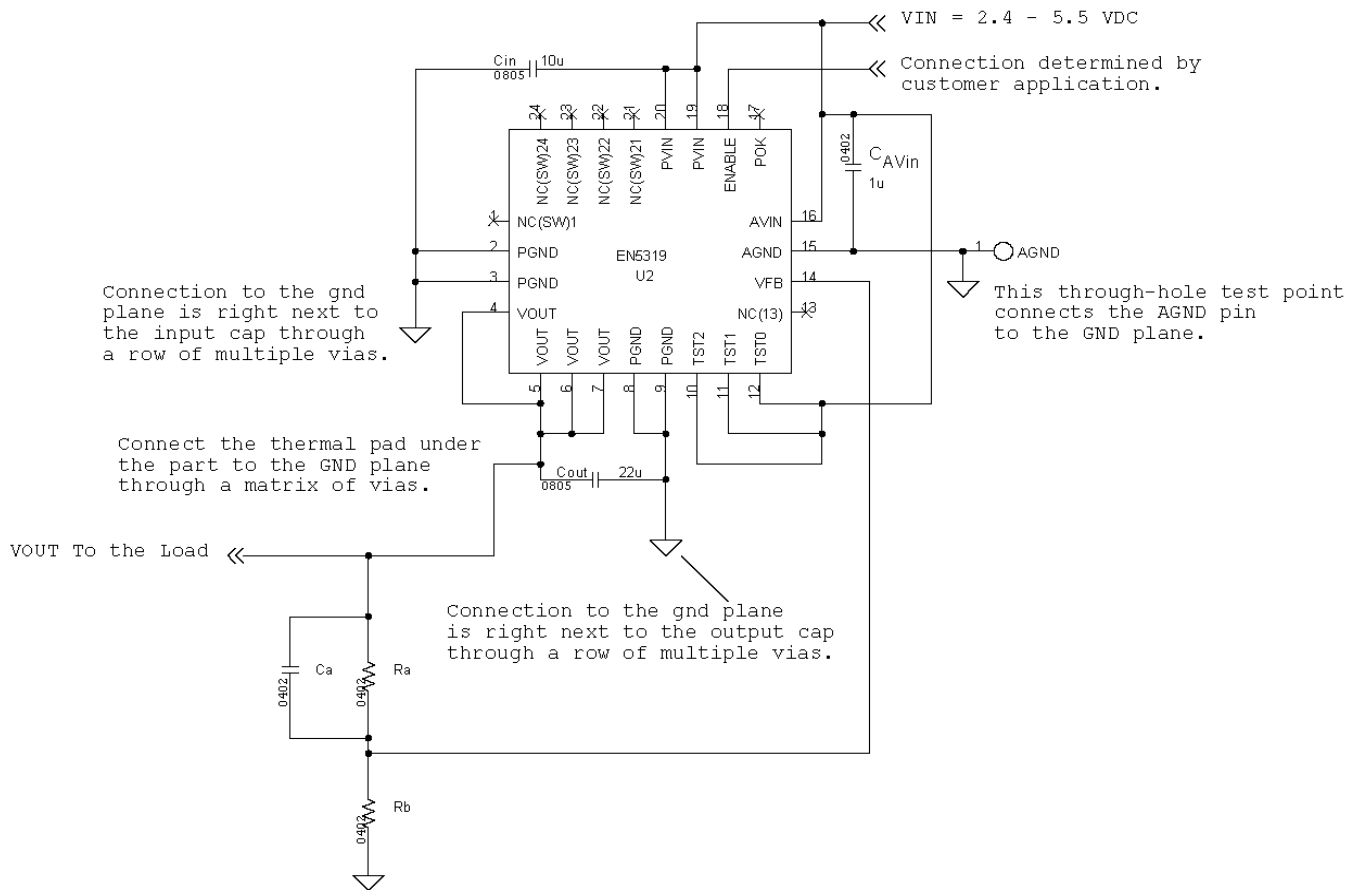 VIN = 2.4 - 5.5 VDC
Cin
10u
0805
Connection determined by
customer application.
24
23
22
21
20
19
18
17
NC(SW)24
NC(SW)23
NC(SW)22
NC(SW)21
PVIN
PVIN
ENABLE
POK
0402
CAVin
1u
1
NC(SW)1
AVIN
16
2
PGND
EN5319
AGND
15
1
AGND
U2
3
PGND
VFB
14
4
VOUT
NC(13)
13
Connection to the gnd
plane is right next to
the input cap through
a row of multiple vias.
This through-hole test point
connects the AGND pin
to the GND plane.
VOUT
VOUT
VOUT
PGND
PGND
TST2
TST1
TST0
5
6
7
8
9
10
11
12
Connect the thermal pad under
the part to the GND plane
through a matrix of vias.
Cout
22u
0805
VOUT To the Load
Connection to the gnd plane
is right next to the output cap
through a row of multiple vias.
Ca
0402
Ra
0402
Rb
0402